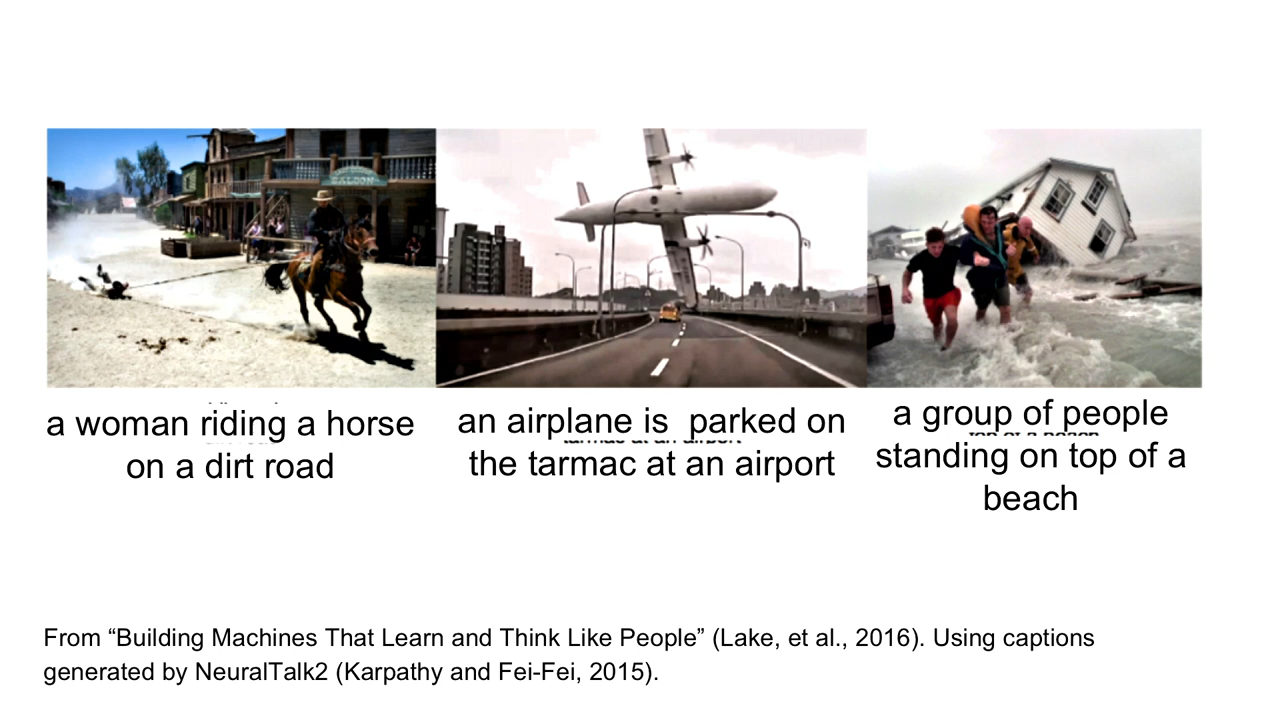 SALOON
a woman riding a horse
on a dirt road
an airplane is  parked on
the tarmac at an airport
a group of people
standing on top of a
beach
From “Building Machines That Learn and Think Like People” (Lake, et al., 2016). Using captions
generated by NeuralTalk2 (Karpathy and Fei-Fei, 2015).